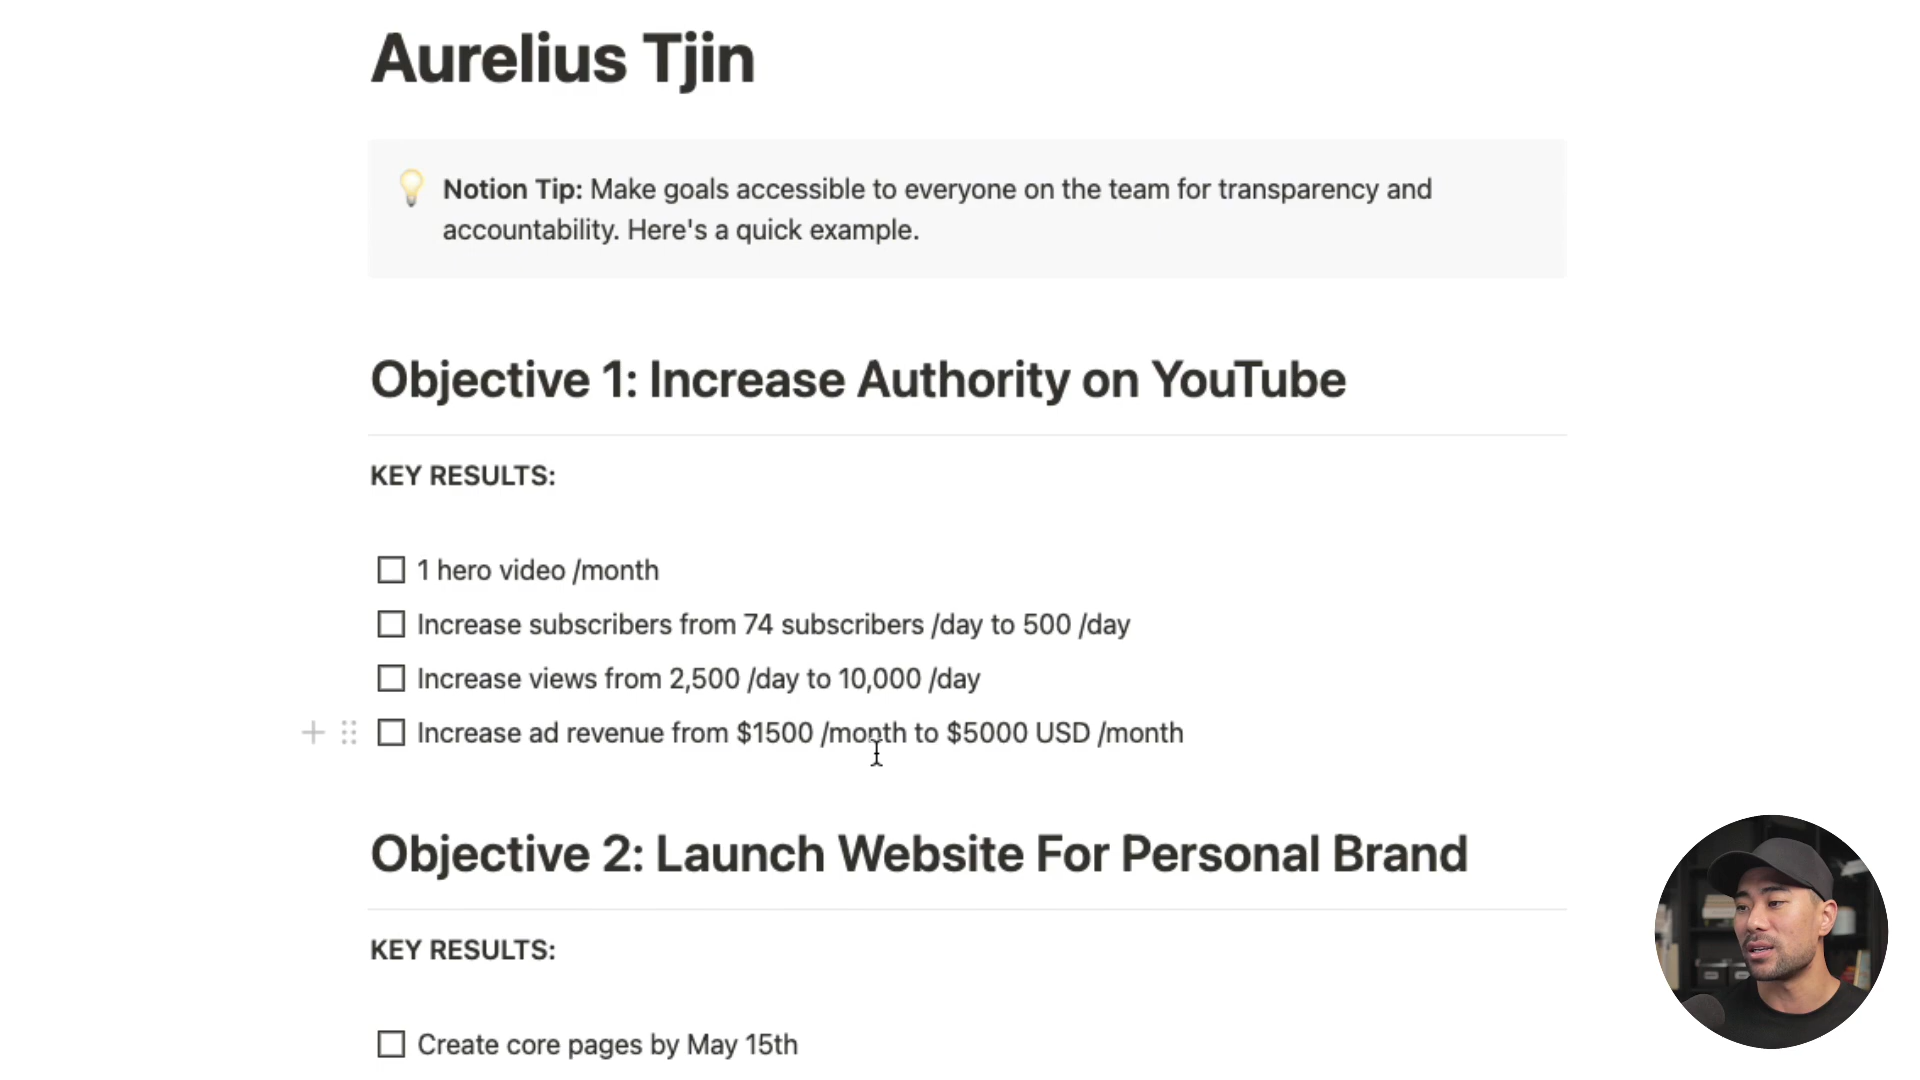 Aurelius Tjin
Notion Tip: Make goals accessible to everyone on the team for transparency and
accountability. Here's a quick example.
Objective 1: Increase Authority on YouTube
KEY RESULTS:
1 hero video /month
Increase subscribers from 74 subscribers /day to 500 /day
Increase views from 2,500 /day to 10,000 /day
Increase ad revenue from $1500 /month to $5000 USD /month
Objective 2: Launch Website For Personal Brand
KEY RESULTS:
Create core pages by May 15th